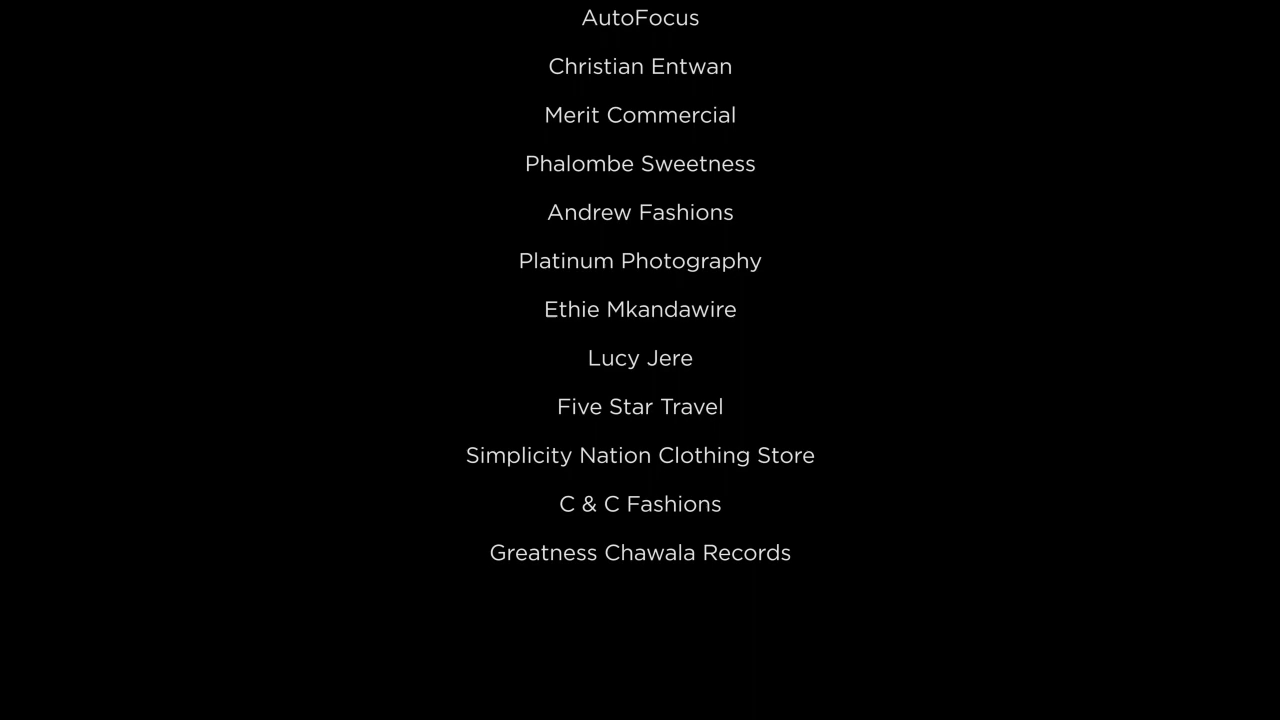 AutoFocus
Christian Entwan
Merit Commercial
Phalombe Sweetness
Andrew Fashions
Platinum Photography
Ethie Mkandawire
Lucy Jere
Five Star Travel
Simplicity Nation Clothing Store
C & C Fashions
Greatness Chawala Records